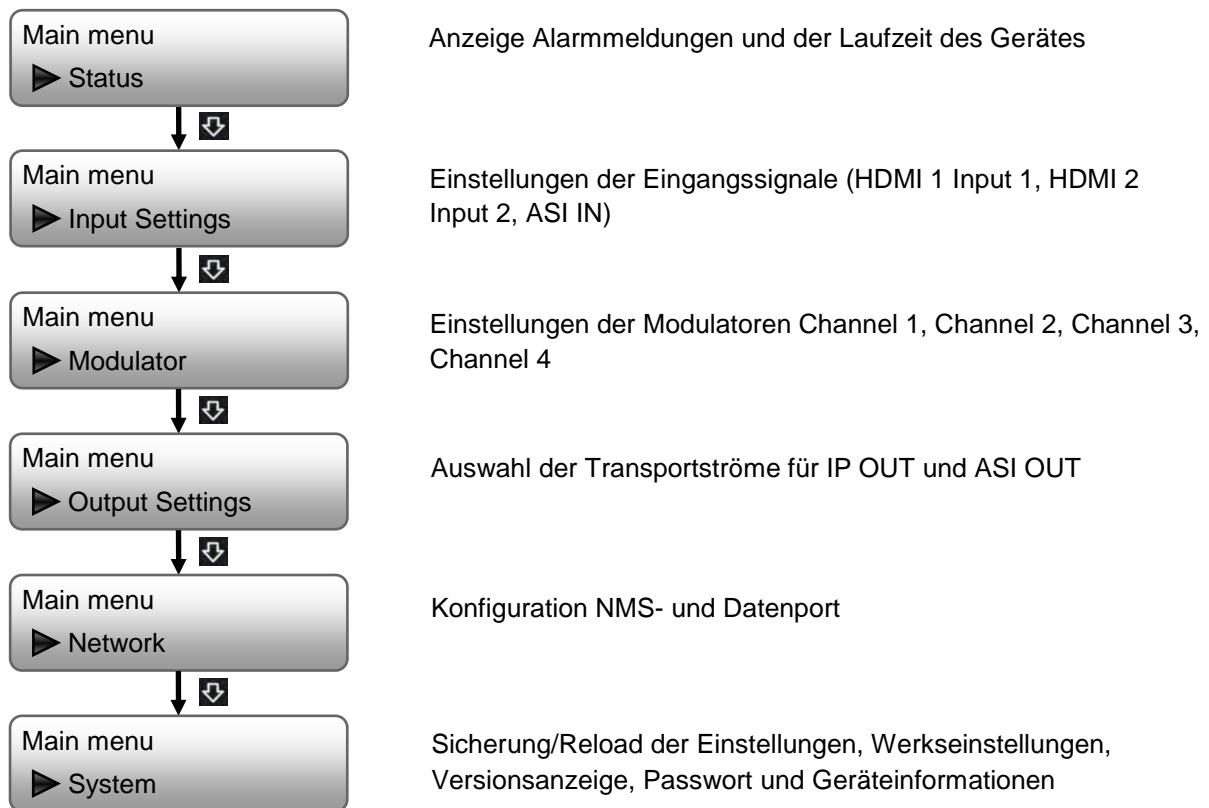 Main menu
Status
Anzeige Alarmmeldungen und der Laufzeit des Gerätes
Main menu
Input Settings
Einstellungen der Eingangssignale (HDMI 1 Input 1, HDMI 2
Input 2, ASI IN)
Main menu
Modulator
Einstellungen der Modulatoren Channel 1, Channel 2, Channel 3,
Channel 4
Main menu
Output Settings
Auswahl der Transportströme für IP OUT und ASI OUT
Main menu
Network
Konfiguration NMS- und Datenport
Main menu
System
Sicherung/Reload der Einstellungen, Werkseinstellungen,
Versionsanzeige, Passwort und Geräteinformationen